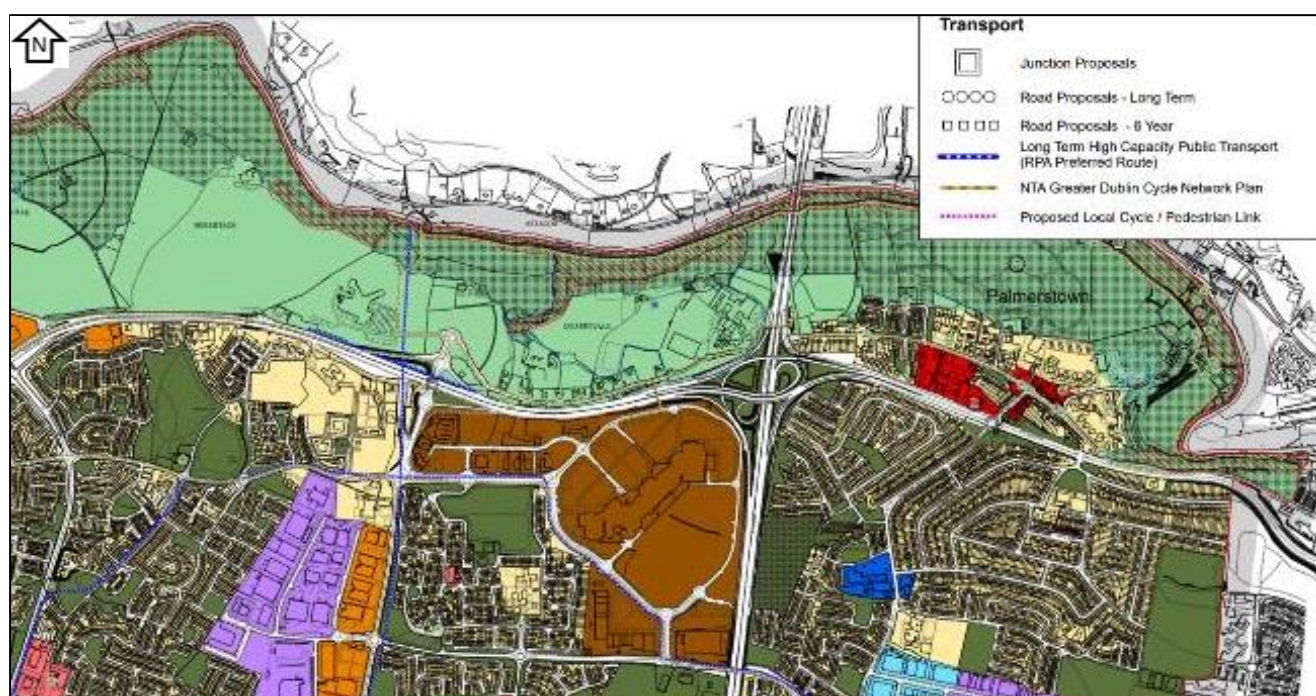 N
Transport
Junction Proposals
Road Proposals - Long Term
Road Proposals - 6 Year
Long Term High Capacity Public Transport
(RPA Preferred Route)
NTA Greater Dublin Cycle Network Plan
Proposed Local Cycle / Pedestrian Link
Palmerstown